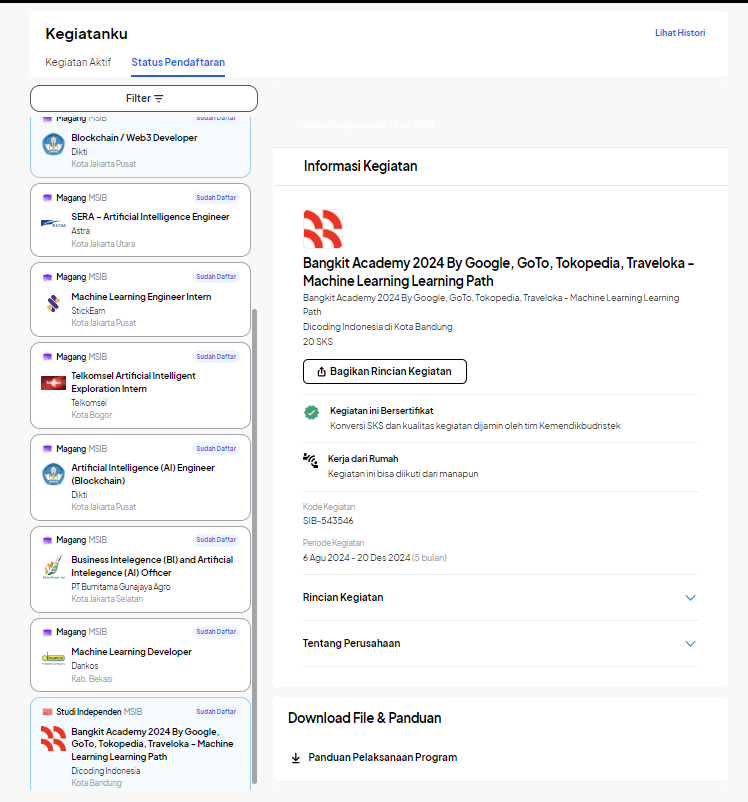 Kegiatanku
Lihat Histori
Kegiatan Aktif
Status Pendaftaran
Filter
Magang MSIB
Sudah Daftar
Blockchain / Web3 Developer
Dikti
Kota Jakarta Pusat
Magang MSIB
Sudah Daftar
SERA – Artificial Intelligence Engineer
Astra
Kota Jakarta Utara
Magang MSIB
Sudah Daftar
Machine Learning Engineer Intern
StickEarn
Kota Jakarta Pusat
Magang MSIB
Sudah Daftar
Telkomsel Artificial Intelligent
Exploration Intern
Telkomsel
Kota Bogor
Magang MSIB
Sudah Daftar
Artificial Intelligence (AI) Engineer
(Blockchain)
Dikti
Kota Jakarta Pusat
Magang MSIB
Sudah Daftar
Business Intelegence (BI) and Artificial
Intelegence (AI) Officer
PT Bumitama Gunajaya Agro
Kota Jakarta Selatan
Magang MSIB
Sudah Daftar
Machine Learning Developer
Dankos
Kab. Bekasi
Studi Independen MSIB
Sudah Daftar
Bangkit Academy 2024 By Google,
GoTo, Tokopedia, Traveloka - Machine
Learning Learning Path
Dicoding Indonesia
Kota Bandung
Informasi Kegiatan
Bangkit Academy 2024 By Google, GoTo, Tokopedia, Traveloka -
Machine Learning Learning Path
Bangkit Academy 2024 By Google, GoTo, Tokopedia, Traveloka - Machine Learning Learning
Path
Dicoding Indonesia di Kota Bandung
20 SKS
Bagikan Rincian Kegiatan
Kegiatan ini Bersertifikat
Konversi SKS dan kualitas kegiatan dijamin oleh tim Kemendikbudristek
Kerja dari Rumah
Kegiatan ini bisa diikuti dari manapun
Kode Kegiatan
SIB-543546
Periode Kegiatan
6 Agu 2024 - 20 Des 2024 (5 bulan)
Rincian Kegiatan
Tentang Perusahaan
Download File & Panduan
Panduan Pelaksanaan Program